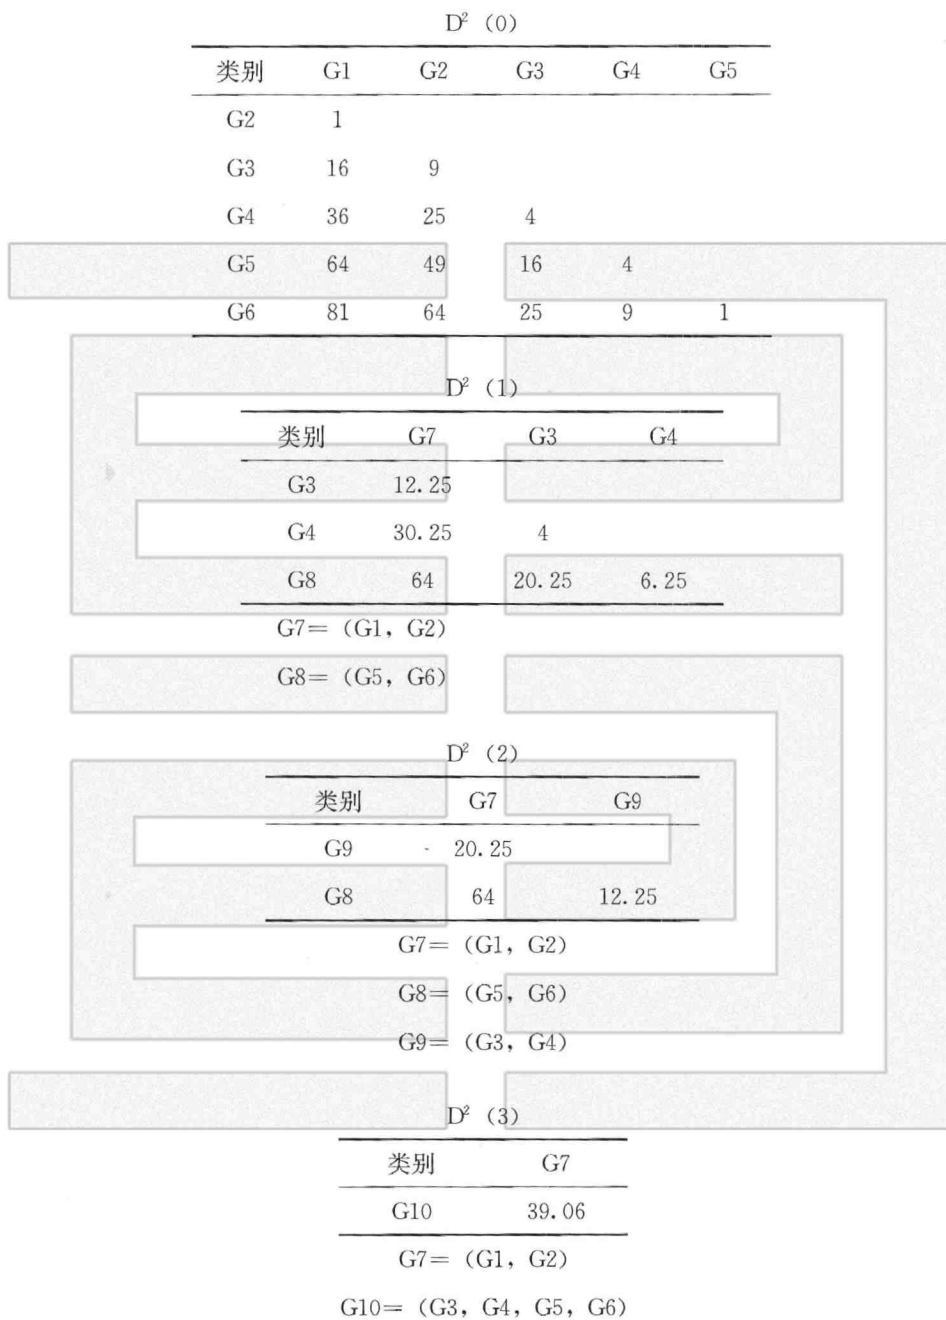 D² (0)
类别 G1 G2 G3 G4 G5
G2 1
G3 16 9
G4 36 25 4
G5 64 49 16 4
G6 81 64 25 9 1
D² (1)
类别 G7 G3 G4
G3 12.25
G4 30.25 4
G8 64 20.25 6.25
G7= (G1, G2)
G8= (G5, G6)
D² (2)
类别 G7 G9
G9 20.25
G8 64 12.25
G7= (G1, G2)
G8= (G5, G6)
G9= (G3, G4)
D² (3)
类别 G7
G10 39.06
G7= (G1, G2)
G10= (G3, G4, G5, G6)